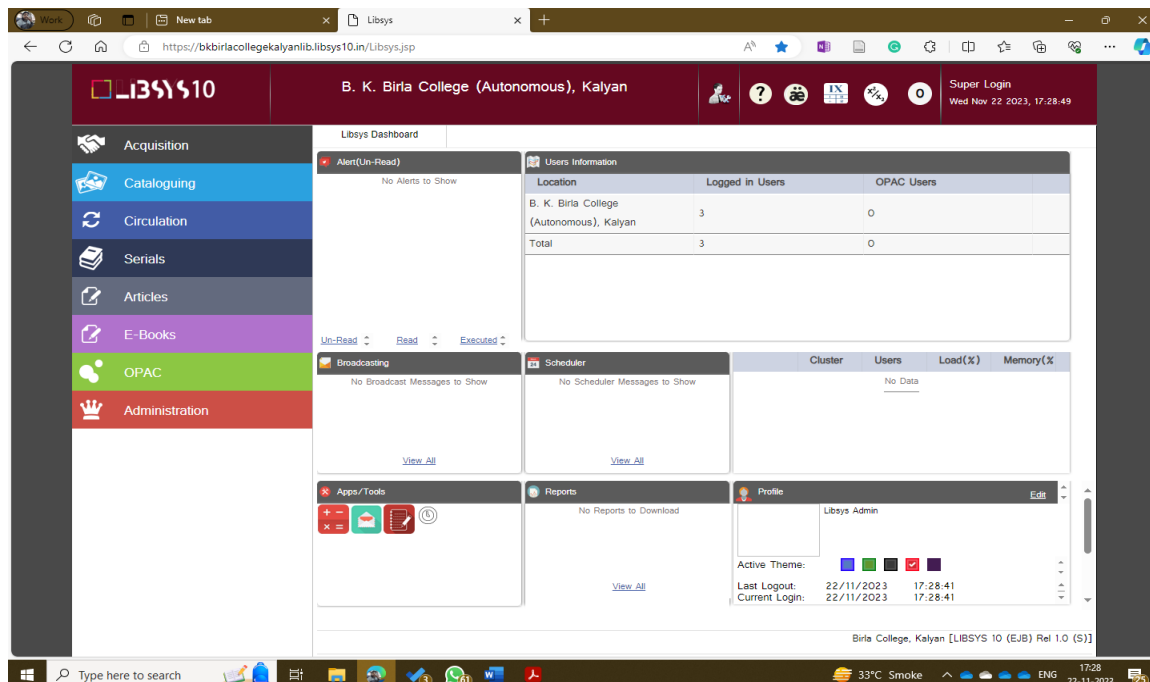 Work
New tab
Libsys
https://bkbirlacollegekalyanlib.libsys10.in/Libsys.jsp
LIBSYS10
B. K. Birla College (Autonomous), Kalyan
Super Login
Wed Nov 22 2023, 17:28:49
Acquisition
Cataloguing
Circulation
Serials
Articles
E-Books
OPAC
Administration
Libsys Dashboard
Alert(Un-Read)
No Alerts to Show
Un-Read Read Executed
Users Information
Location Logged in Users OPAC Users
B. K. Birla College
(Autonomous), Kalyan 3 0
Total 3 0
Broadcasting
No Broadcast Messages to Show
View All
Scheduler
No Scheduler Messages to Show
View All
Cluster Users Load(%) Memory(%
No Data
Apps/Tools
Reports
No Reports to Download
View All
Profile Edit
Libsys Admin
Active Theme:
Last Logout: 22/11/2023 17:28:41
Current Login: 22/11/2023 17:28:41
Birla College, Kalyan [LIBSYS 10 (EJB) Rel 1.0 (S)]
Type here to search
33°C Smoke
ENG
17:28
22-11-2023